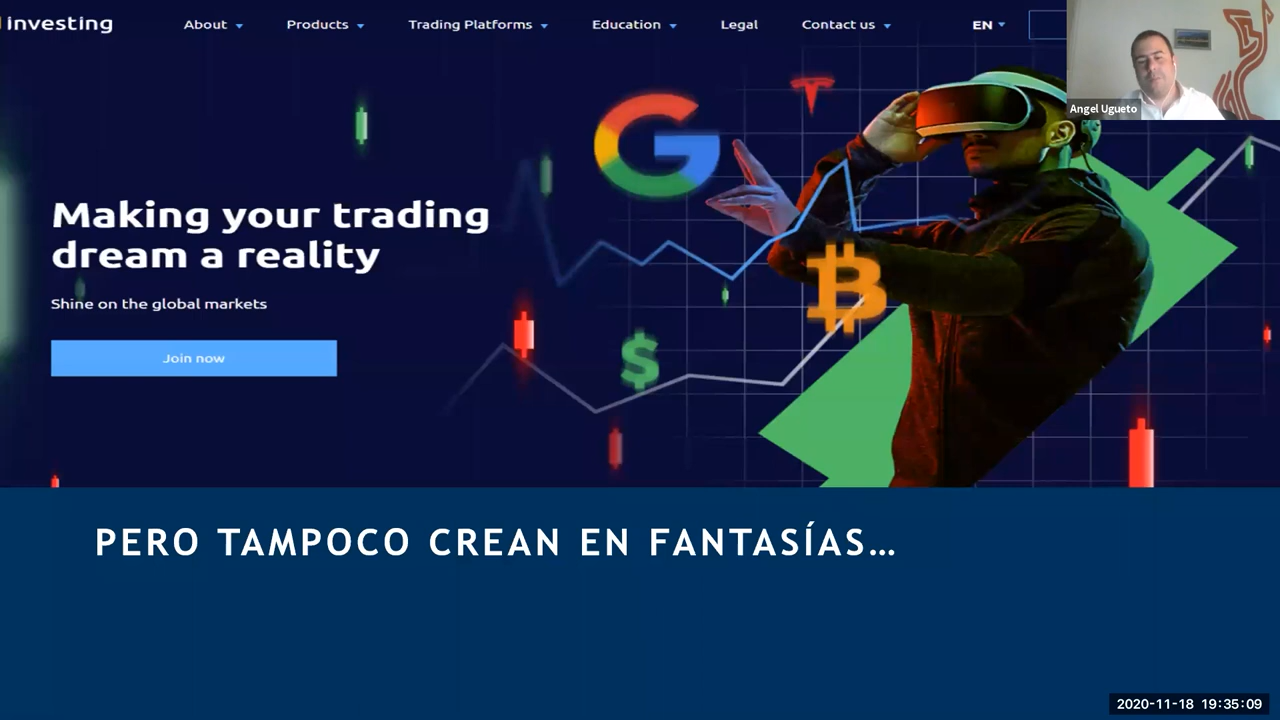 investing
About
Products
Trading Platforms
Education
Legal
Contact us
EN
Angel Ugueto
Making your trading
dream a reality
Shine on the global markets
Join now
PERO TAMPOCO CREAN EN FANTASÍAS…
2020-11-18 19:35:09